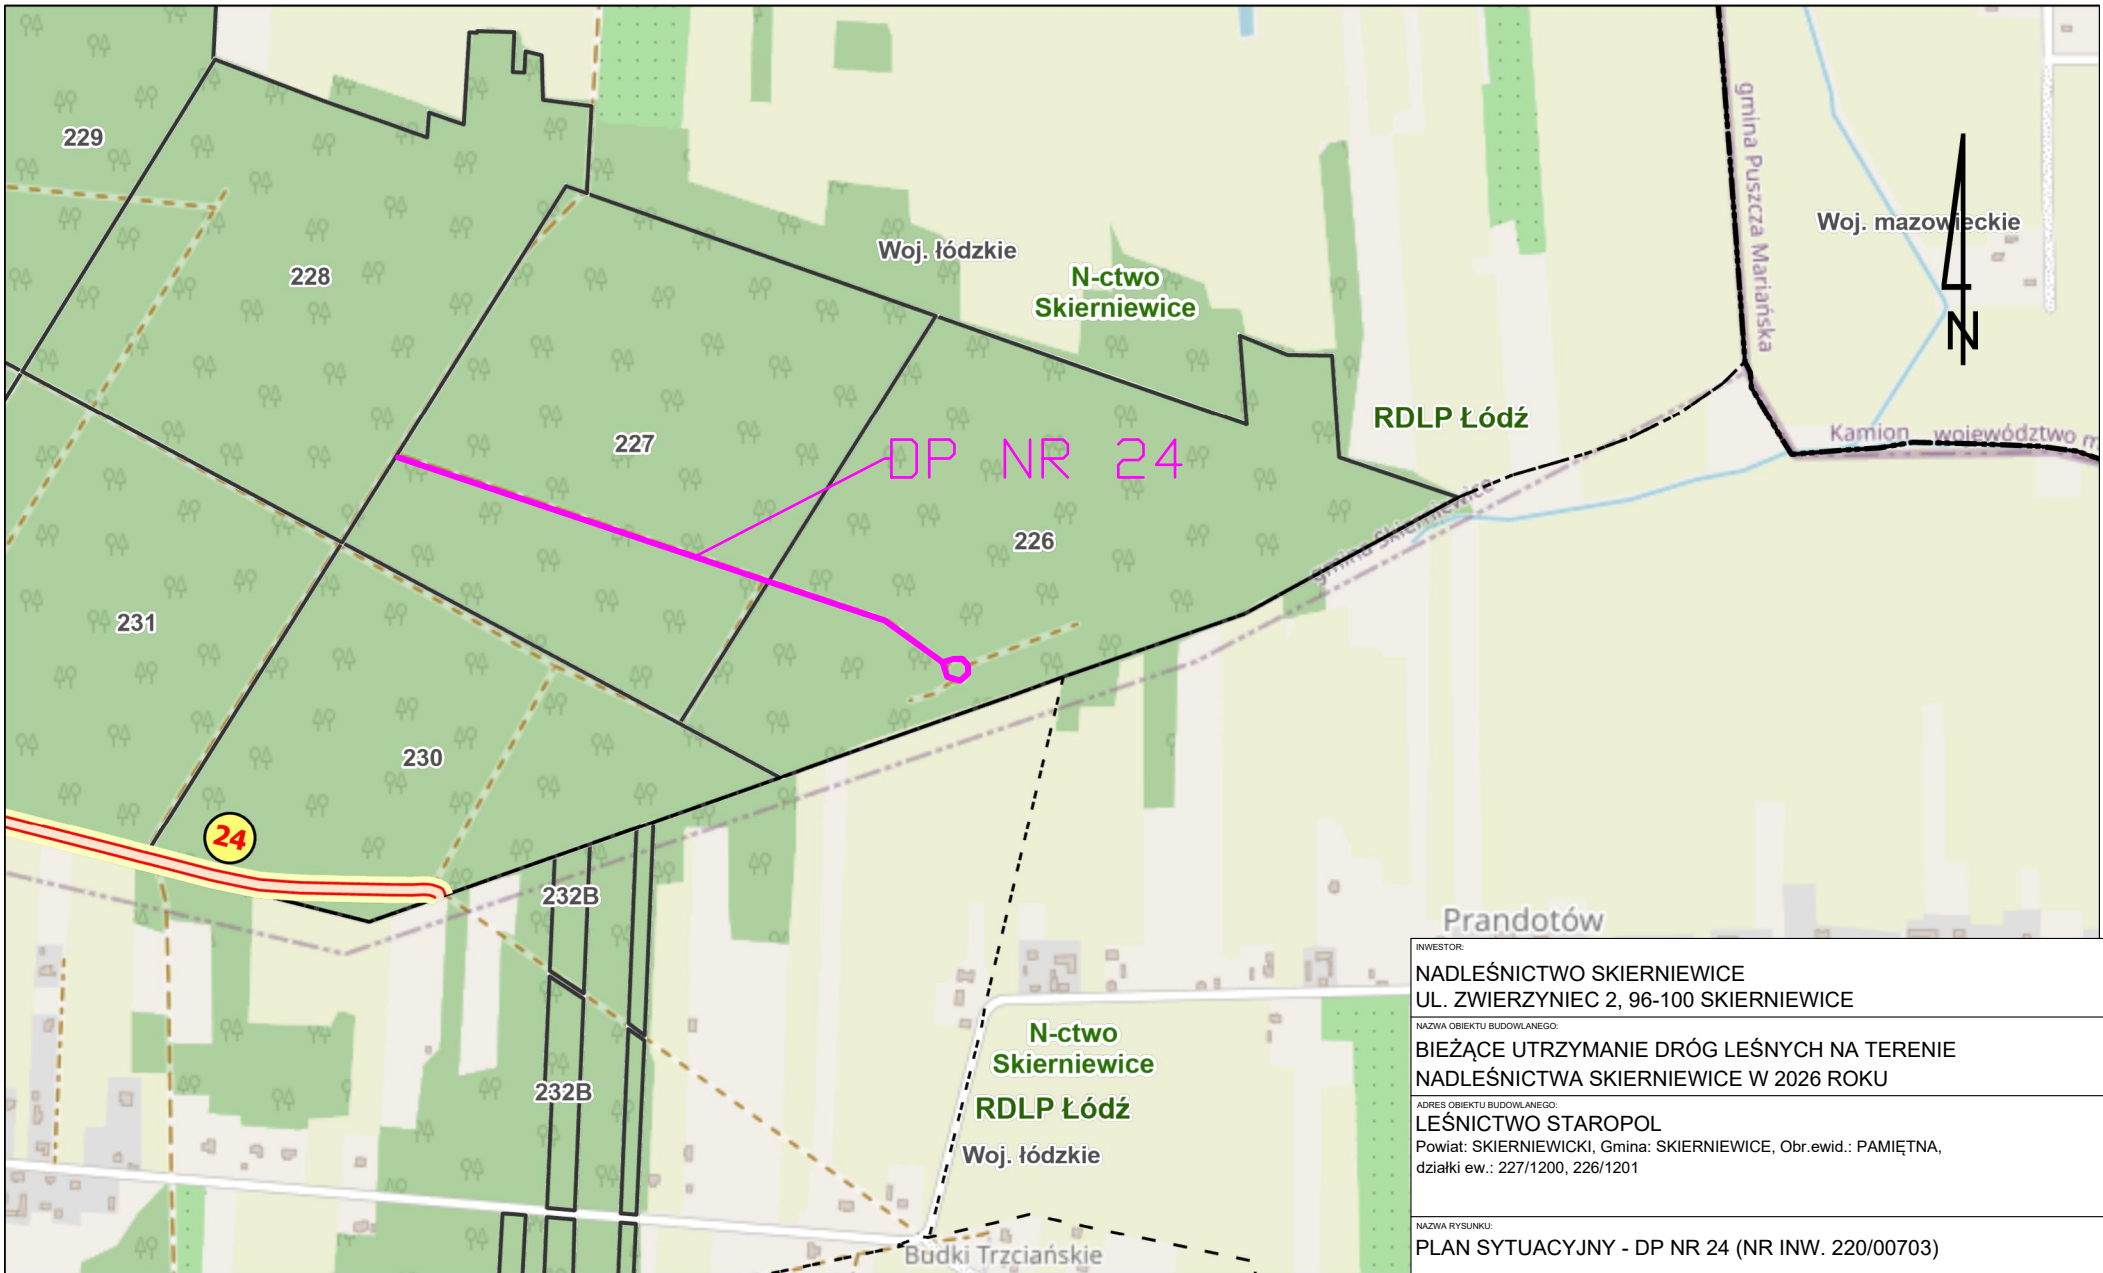 229
228
227
226
231
230
232B
232B
24
Woj. łódzkie
N-ctwo
Skierniewice
RDLP Łódź
DP NR 24
gmina Puszcza Mariańska
Woj. mazowieckie
N
Kamion
województwo m
gmina Skierniewice
Prandotów
N-ctwo
Skierniewice
RDLP Łódź
Woj. łódzkie
Budki Trzciańskie
INWESTOR:
NADLEŚNICTWO SKIERNIEWICE
UL. ZWIERZYNIEC 2, 96-100 SKIERNIEWICE
NAZWA OBIEKTU BUDOWLANEGO:
BIEŻĄCE UTRZYMANIE DRÓG LEŚNYCH NA TERENIE
NADLEŚNICTWA SKIERNIEWICE W 2026 ROKU
ADRES OBIEKTU BUDOWLANEGO:
LEŚNICTWO STAROPOL
Powiat: SKIERNIEWICKI, Gmina: SKIERNIEWICE, Obr.ewid.: PAMIĘTNA,
działki ew.: 227/1200, 226/1201
NAZWA RYSUNKU:
PLAN SYTUACYJNY - DP NR 24 (NR INW. 220/00703)